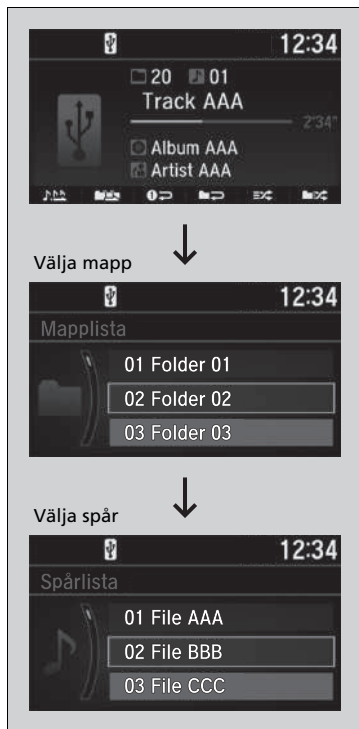 12:34
20 01
Track AAA
2'34"
Album AAA
Artist AAA
Välja mapp
12:34
Mapplista
01 Folder 01
02 Folder 02
03 Folder 03
Välja spår
12:34
Spårlista
01 File AAA
02 File BBB
03 File CCC